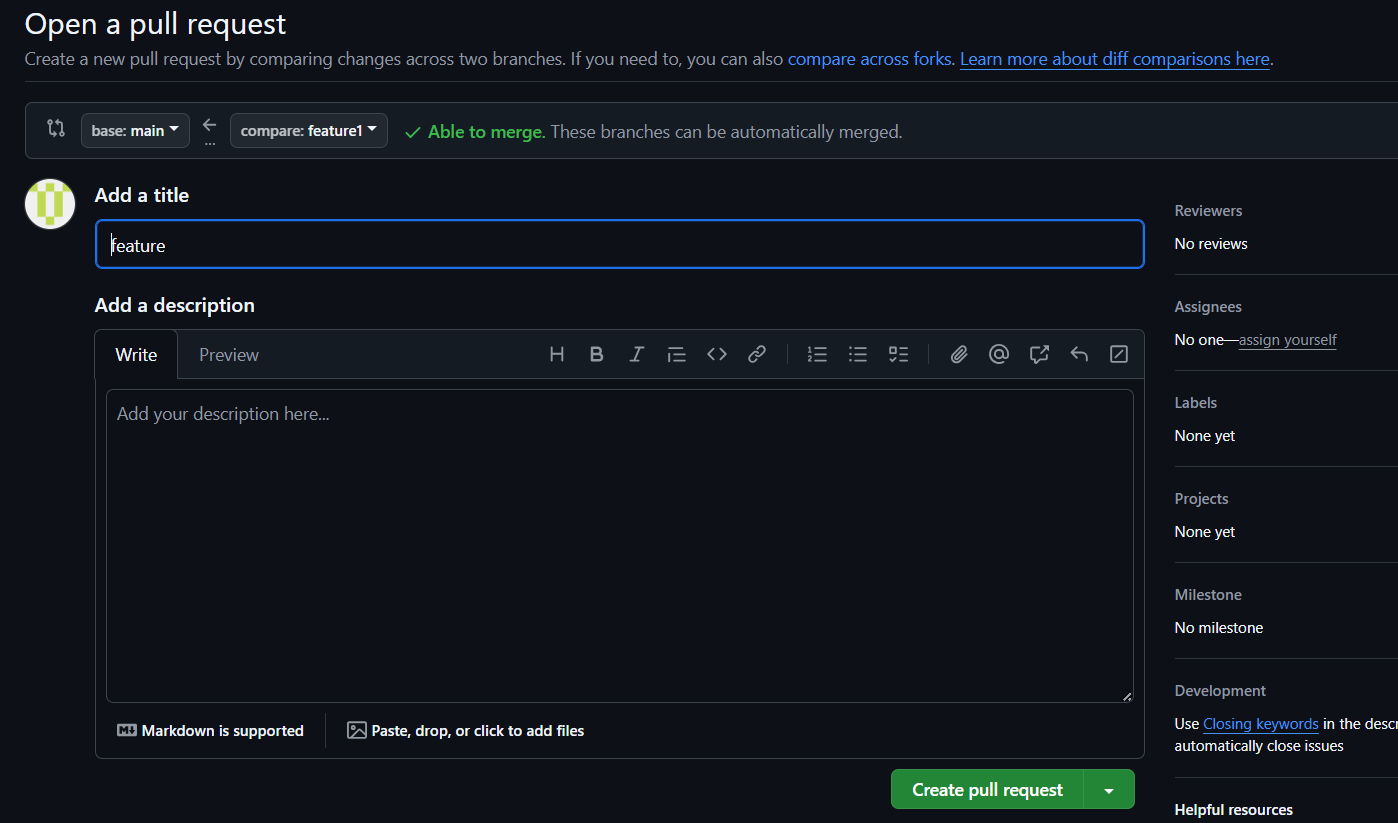 Open a pull request
Create a new pull request by comparing changes across two branches. If you need to, you can also compare across forks. Learn more about diff comparisons here.
base: main
...
compare: feature1
Able to merge. These branches can be automatically merged.
Add a title
feature
Add a description
Write
Preview
Add your description here...
Markdown is supported
Paste, drop, or click to add files
Create pull request
Reviewers
No reviews
Assignees
No one—assign yourself
Labels
None yet
Projects
None yet
Milestone
No milestone
Development
Use Closing keywords in the descr
automatically close issues
Helpful resources